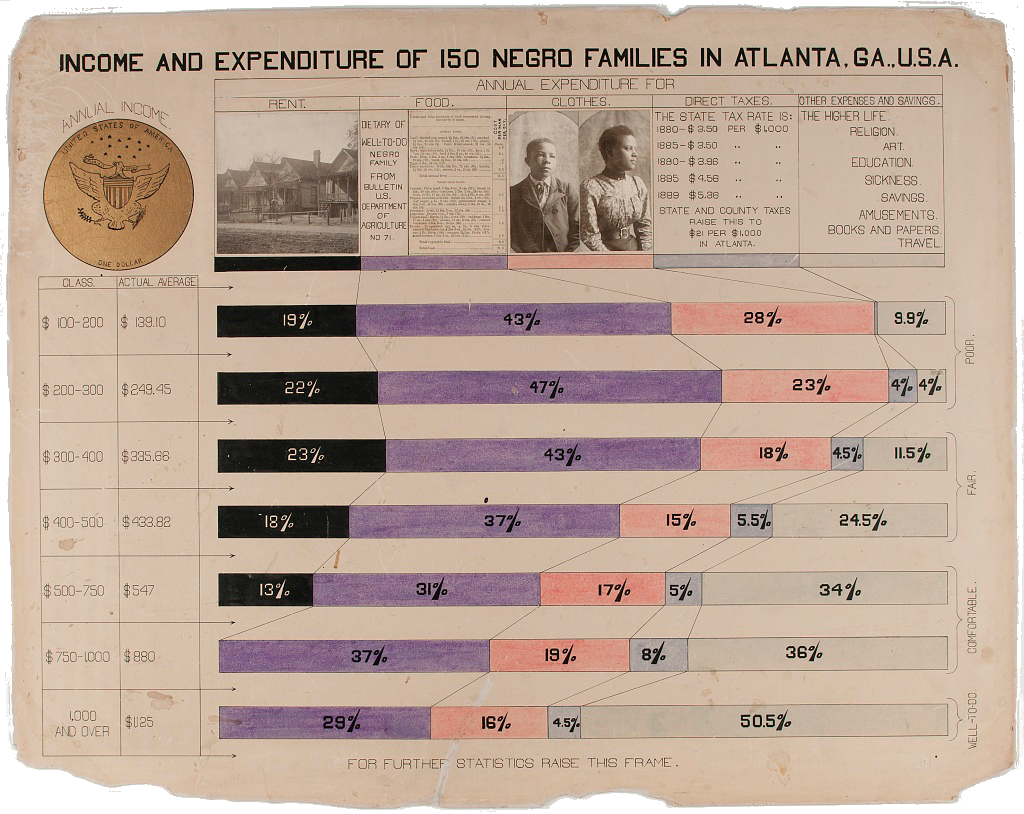 INCOME AND EXPENDITURE OF 150 NEGRO FAMILIES IN ATLANTA, GA., U.S.A.
ANNUAL INCOME.
UNITED STATES OF AMERICA
ONE DOLLAR
ANNUAL EXPENDITURE FOR
RENT. FOOD. CLOTHES. DIRECT TAXES. OTHER EXPENSES AND SAVINGS.
DIETARY OF
WELL-TO-DO
NEGRO
FAMILY
FROM
BULLETIN
U.S.
DEPARTMENT
OF
AGRICULTURE
NO 71.
THE STATE TAX RATE IS:
1880–$3.50 PER $1,000
1885–$3.50 " "
1890–$3.86 " "
1895 $4.56 " "
1899 $5.36 " "
STATE AND COUNTY TAXES
RAISE THIS TO
$21 PER $1,000
IN ATLANTA.
THE HIGHER LIFE.
RELIGION.
ART.
EDUCATION.
SICKNESS.
SAVINGS.
AMUSEMENTS.
BOOKS AND PAPERS.
TRAVEL.
CLASS. ACTUAL AVERAGE
$ 100-200 $ 139.10 19% 43% 28% 9.9%
$ 200-300 $ 249.45 22% 47% 23% 4% 4%
POOR.
$ 300-400 $ 335.66 23% 43% 18% 4.5% 11.5%
$ 400-500 $ 433.82 18% 37% 15% 5.5% 24.5%
FAIR.
$ 500-750 $ 547 13% 31% 17% 5% 34%
$ 750-1000 $ 880 37% 19% 8% 36%
COMFORTABLE.
1,000
AND OVER $1125 29% 16% 4.5% 50.5%
WELL-TO-DO
FOR FURTHER STATISTICS RAISE THIS FRAME.